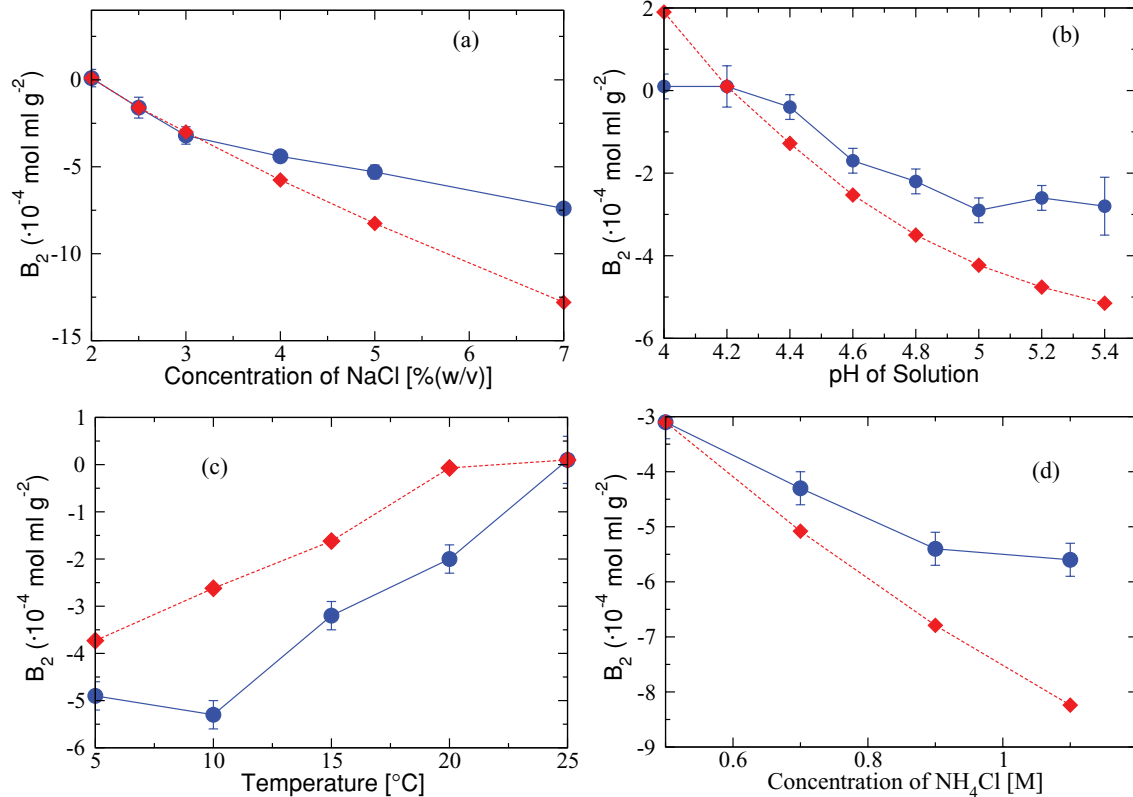 (a)
0
-5
-10
-15
B2 (·10-4 mol ml g-2)
2 3 4 5 6 7
Concentration of NaCl [%(w/v)]
(b)
2
0
-2
-4
-6
B2 (·10-4 mol ml g-2)
4 4.2 4.4 4.6 4.8 5 5.2 5.4
pH of Solution
(c)
1
0
-1
-2
-3
-4
-5
-6
B2 (·10-4 mol ml g-2)
5 10 15 20 25
Temperature [°C]
(d)
-3
-4
-5
-6
-7
-8
-9
B2 (·10-4 mol ml g-2)
0.6 0.8 1
Concentration of NH4Cl [M]